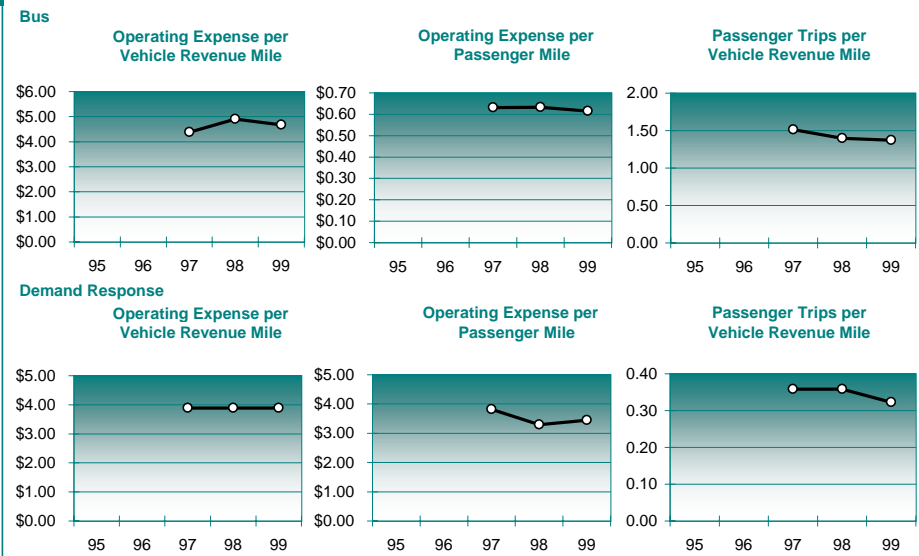 Bus
Operating Expense per
Vehicle Revenue Mile
$6.00
$5.00
$4.00
$3.00
$2.00
$1.00
$0.00
95 96 97 98 99
Operating Expense per
Passenger Mile
$0.70
$0.60
$0.50
$0.40
$0.30
$0.20
$0.10
$0.00
95 96 97 98 99
Passenger Trips per
Vehicle Revenue Mile
2.00
1.50
1.00
0.50
0.00
95 96 97 98 99
Demand Response
Operating Expense per
Vehicle Revenue Mile
$5.00
$4.00
$3.00
$2.00
$1.00
$0.00
95 96 97 98 99
Operating Expense per
Passenger Mile
$5.00
$4.00
$3.00
$2.00
$1.00
$0.00
95 96 97 98 99
Passenger Trips per
Vehicle Revenue Mile
0.40
0.30
0.20
0.10
0.00
95 96 97 98 99